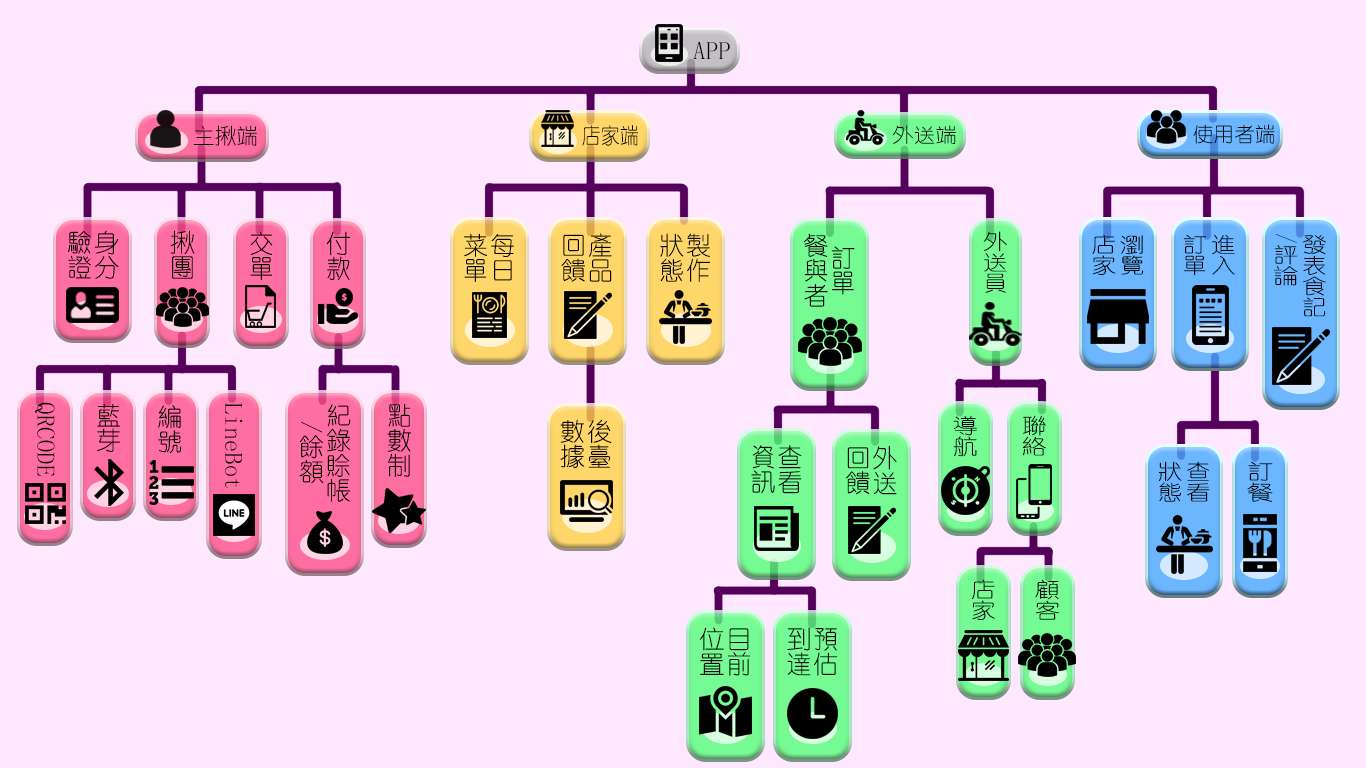 APP
主揪端
店家端
外送端
使用者端
身分
驗證
揪團
交單
付款
每日
菜單
產品
回饋
製作
狀態
訂單
參與者
外送員
瀏覽
店家
進入
訂單
發表食記
/評論
QRCODE
藍芽
編號
1
2
3
LineBot
LINE
紀錄賒帳
/餘額
$
點數制
$
後臺
數據
查看
資訊
外送
回饋
導航
聯絡
查看
狀態
訂餐
店家
顧客
目前
位置
預估
到達